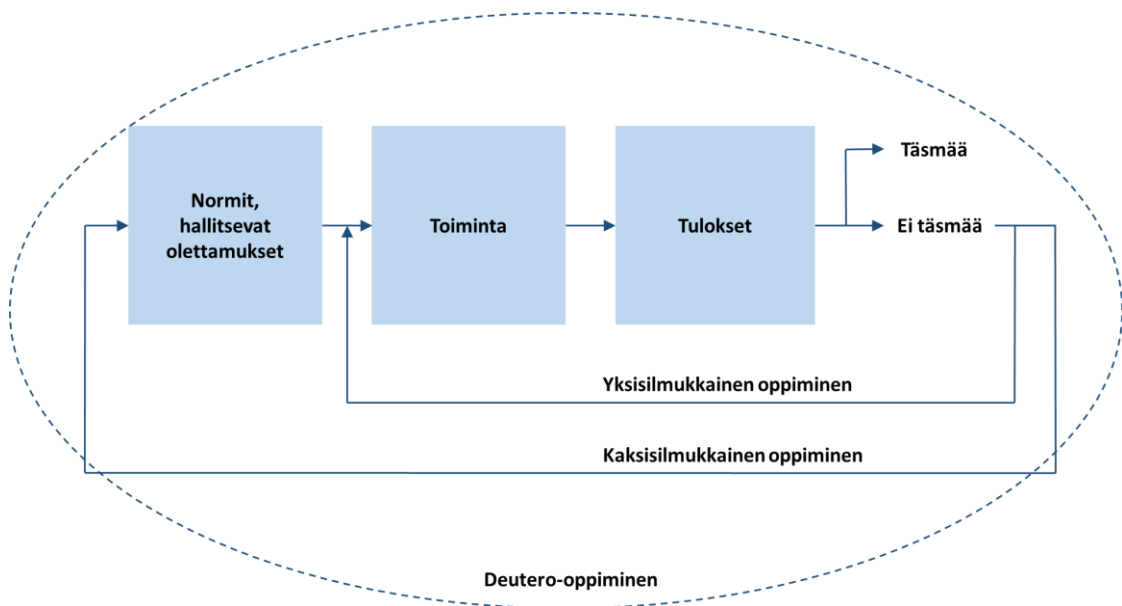 Normit,
hallitsevat
olettamukset
Toiminta
Tulokset
Täsmää
Ei täsmää
Yksisilmukkainen oppiminen
Kaksisilmukkainen oppiminen
Deutero-oppiminen